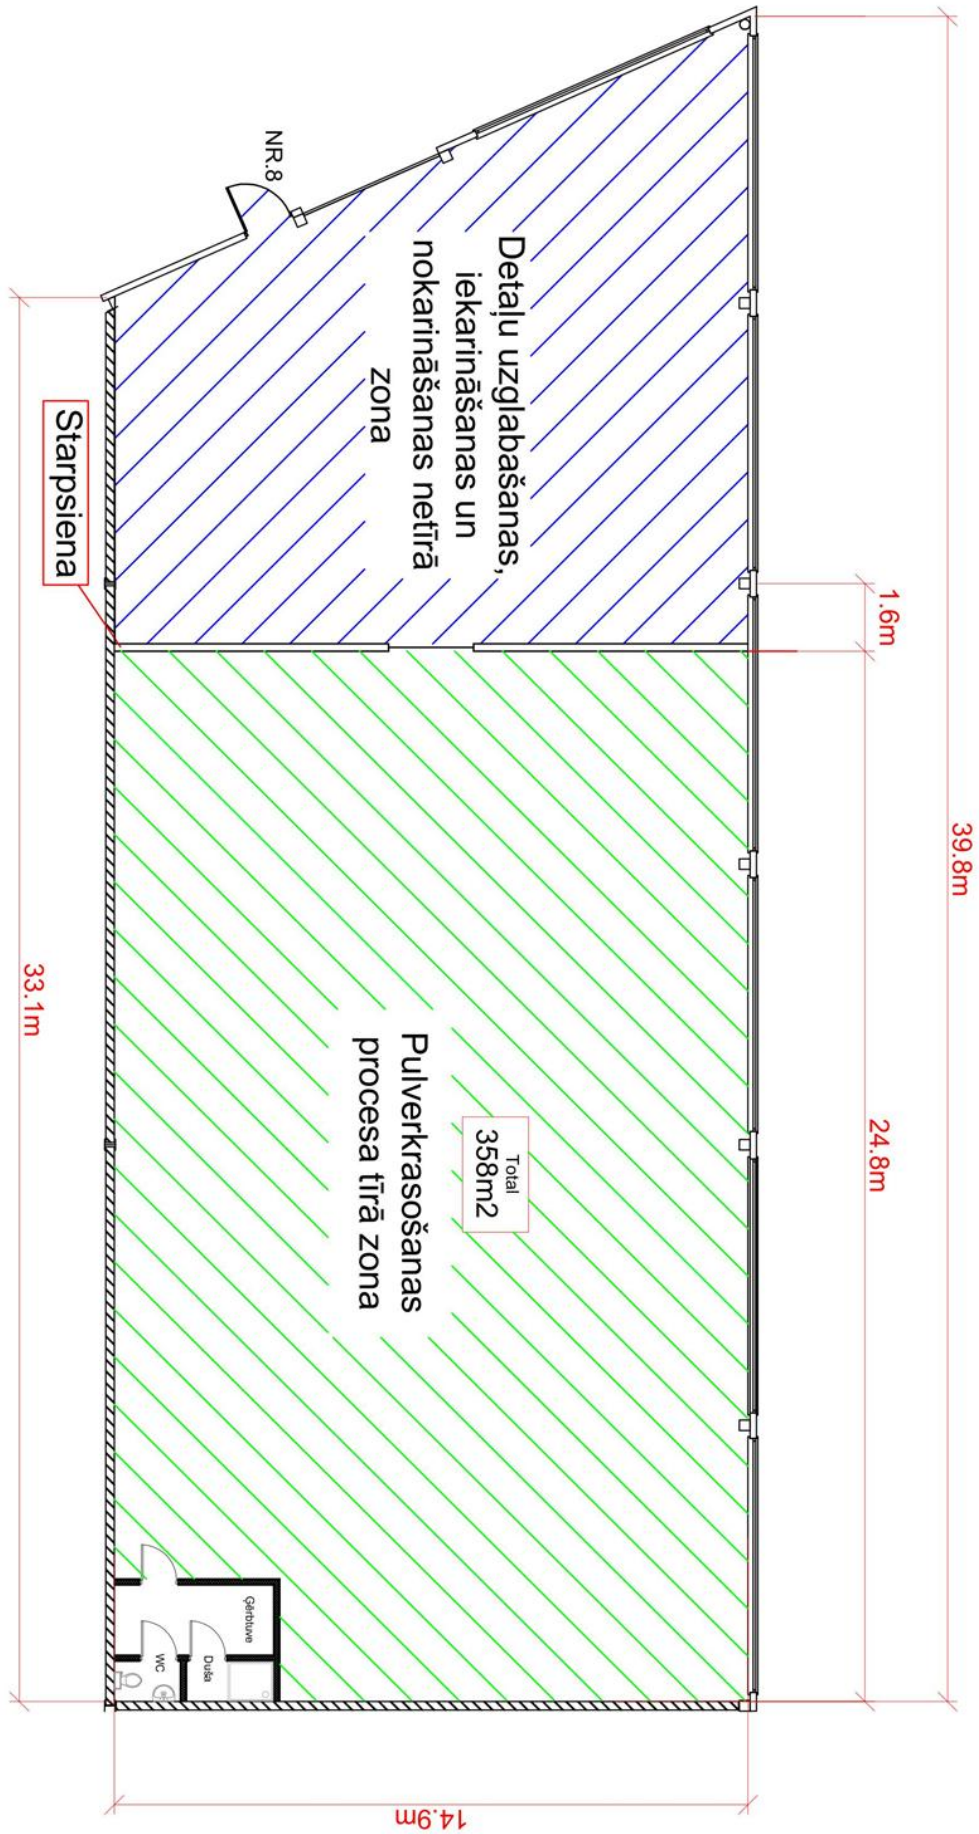 39.8m
1.6m
24.8m
NR.8
Detaļu uzglabašanas,
iekarināšanas un
nokarināšanas netīrā
zona
Total
358m2
Pulverkrasošanas
procesa tīrā zona
Starpsiena
Ģērbtuve
Duša
WC
33.1m
14.9m